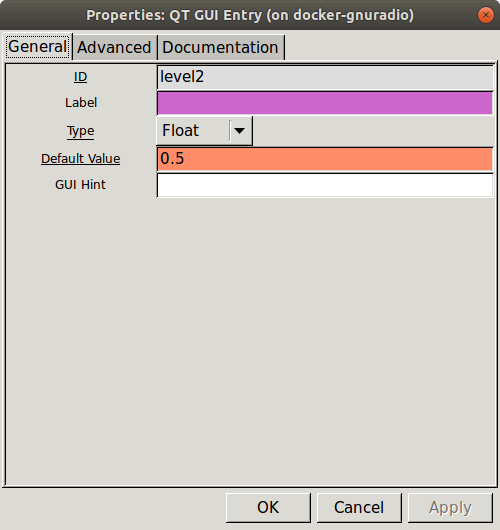 Properties: QT GUI Entry (on docker-gnuradio)
General Advanced Documentation
ID level2
Label
Type Float
Default Value 0.5
GUI Hint
OK Cancel Apply